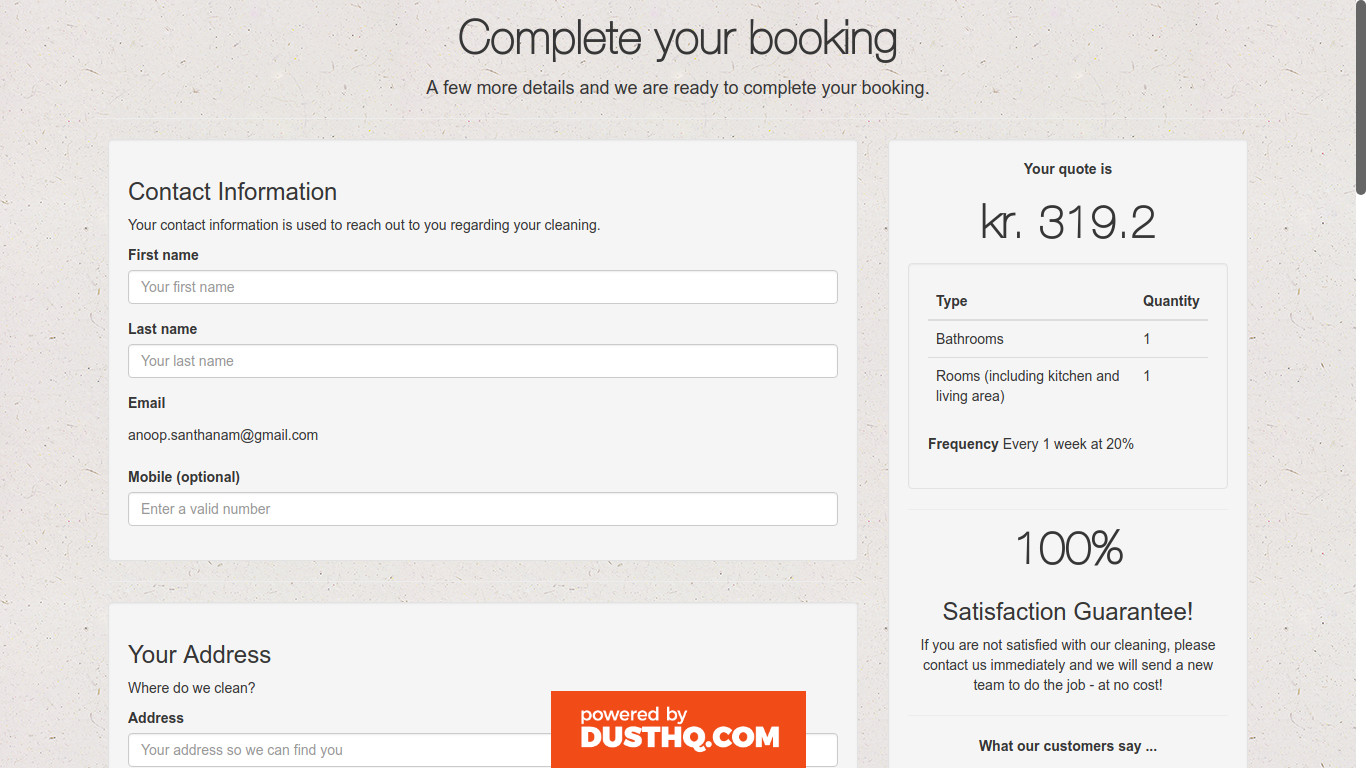 Complete your booking
A few more details and we are ready to complete your booking.
Contact Information
Your contact information is used to reach out to you regarding your cleaning.
First name
Your first name
Last name
Your last name
Email
anoop.santhanam@gmail.com
Mobile (optional)
Enter a valid number
Your Address
Where do we clean?
Address
Your address so we can find you
powered by
DUSTHQ.COM
Your quote is
kr. 319.2
Type Quantity
Bathrooms 1
Rooms (including kitchen and 1
living area)
Frequency Every 1 week at 20%
100%
Satisfaction Guarantee!
If you are not satisfied with our cleaning, please
contact us immediately and we will send a new
team to do the job - at no cost!
What our customers say ...